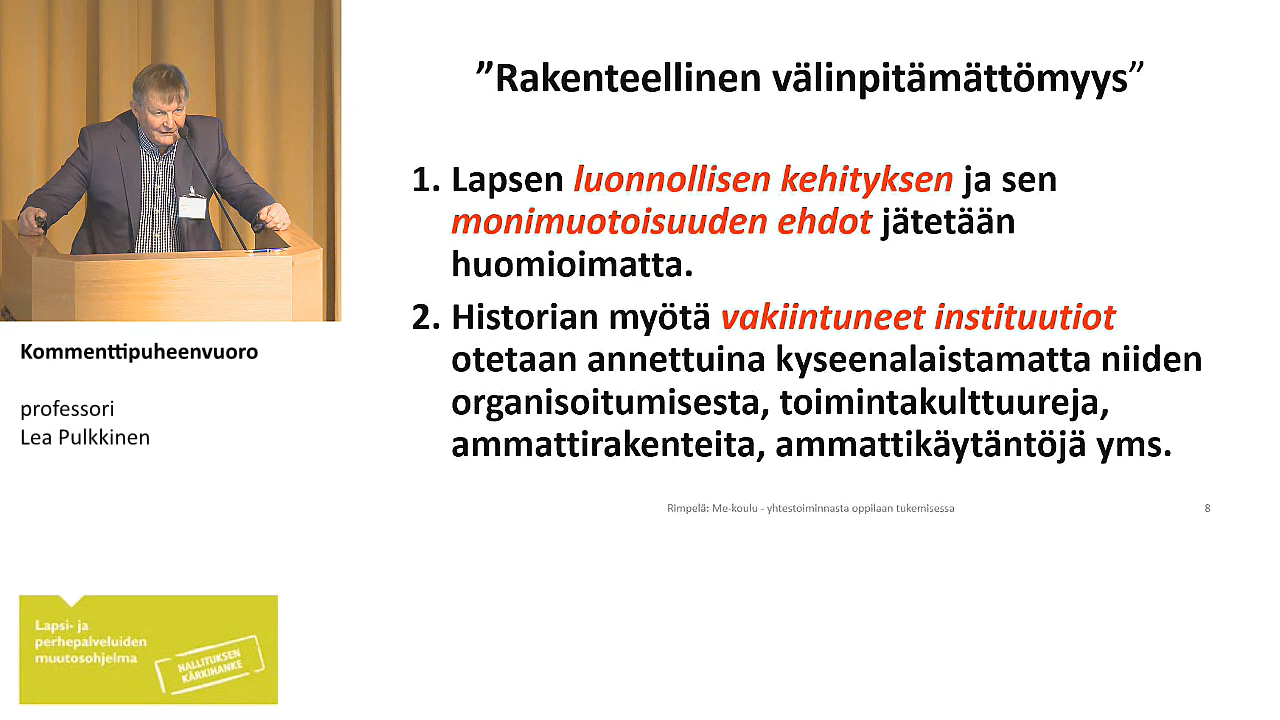 ”Rakenteellinen välinpitämättömyys”
1. Lapsen luonnollisen kehityksen ja sen
monimuotoisuuden ehdot jätetään
huomioimatta.
2. Historian myötä vakiintuneet instituutiot
otetaan annettuina kyseenalaistamatta niiden
organisoitumisesta, toimintakulttuureja,
ammattirakenteita, ammattikäytäntöjä yms.
Rimpelä: Me-koulu - yhtestoiminnasta oppilaan tukemisessa
8
Kommenttipuheenvuoro
professori
Lea Pulkkinen
Lapsi- ja
perhepalveluiden
muutosohjelma
HALLITUKSEN
KÄRKIHANKE